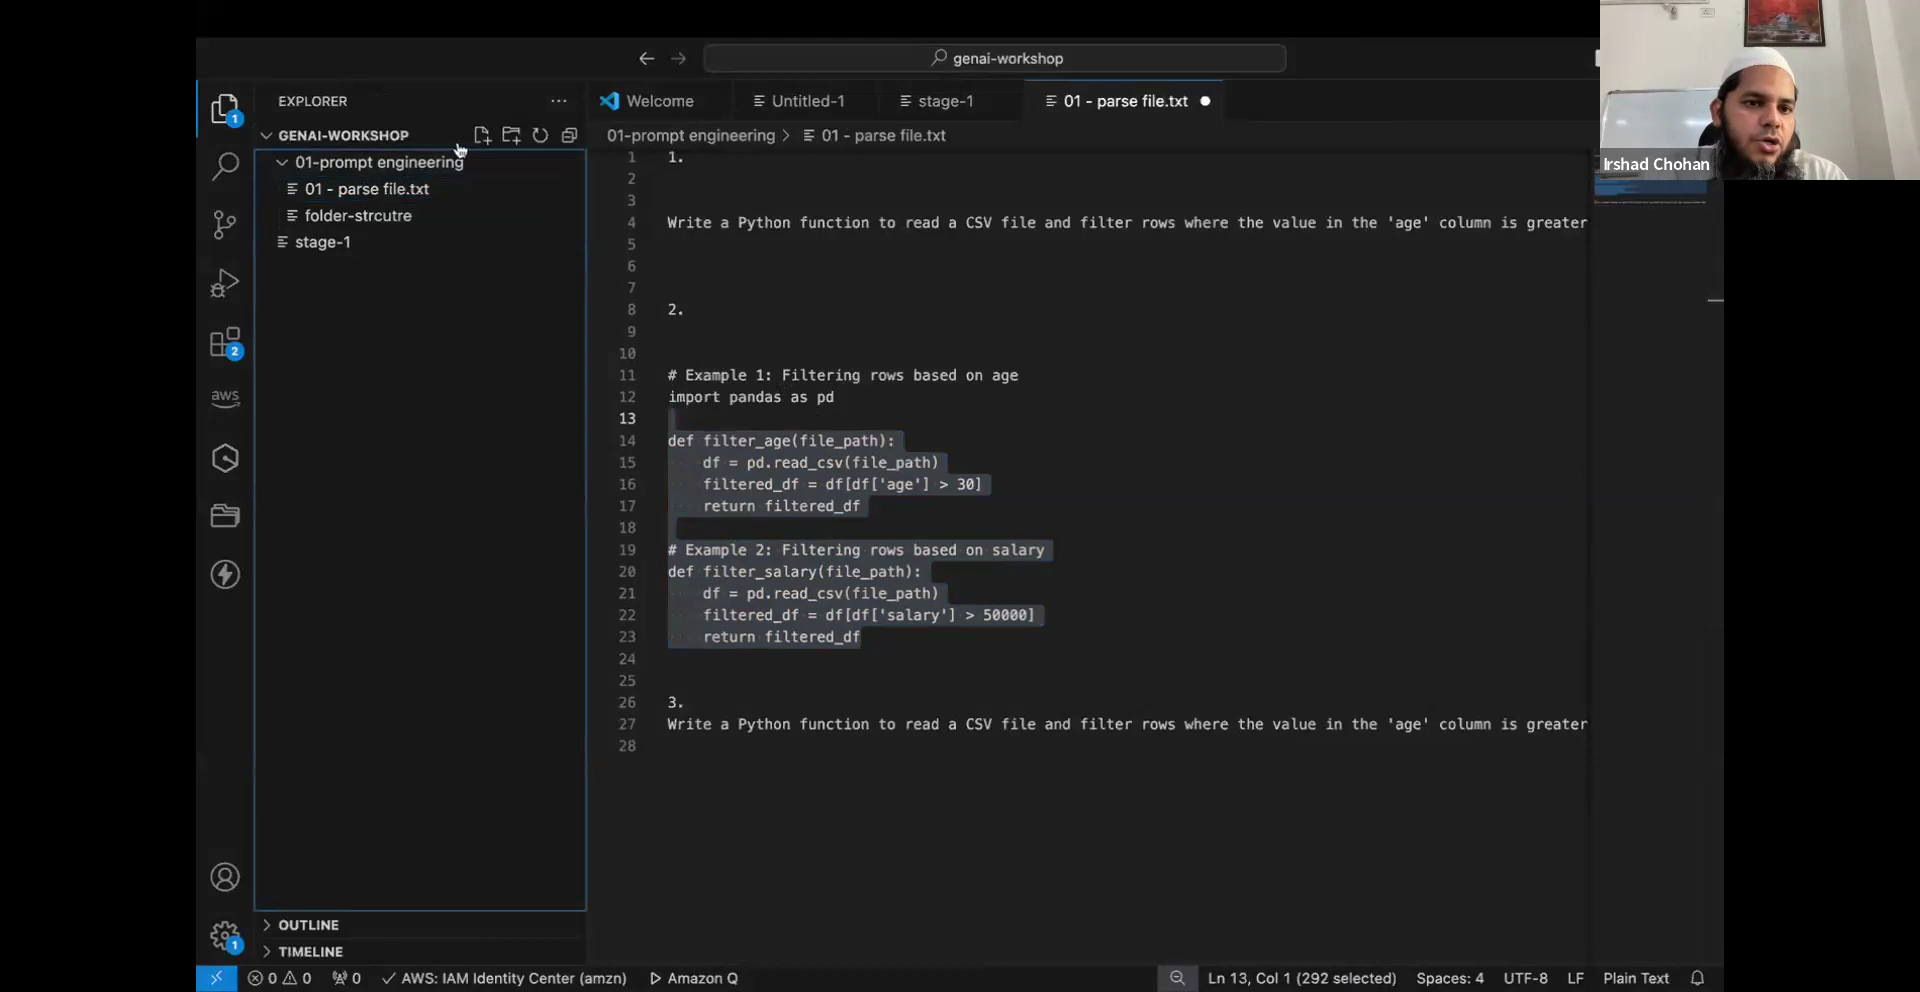 genai-workshop
Irshad Chohan
EXPLORER
Welcome
Untitled-1
stage-1
01 - parse file.txt
GENAI-WORKSHOP
01-prompt engineering
01 - parse file.txt
folder-strcutre
stage-1
01-prompt engineering > 01 - parse file.txt
1 1.
2
3
4 Write a Python function to read a CSV file and filter rows where the value in the 'age' column is greater
5
6
7
8 2.
9
10
11 # Example 1: Filtering rows based on age
12 import pandas as pd
13
14 def filter_age(file_path):
15 df = pd.read_csv(file_path)
16 filtered_df = df[df['age'] > 30]
17 return filtered_df
18
19 # Example 2: Filtering rows based on salary
20 def filter_salary(file_path):
21 df = pd.read_csv(file_path)
22 filtered_df = df[df['salary'] > 50000]
23 return filtered_df
24
25
26 3.
27 Write a Python function to read a CSV file and filter rows where the value in the 'age' column is greater
28
1
2
aws
1
OUTLINE
TIMELINE
0 0 0 AWS: IAM Identity Center (amzn) Amazon Q Ln 13, Col 1 (292 selected) Spaces: 4 UTF-8 LF Plain Text